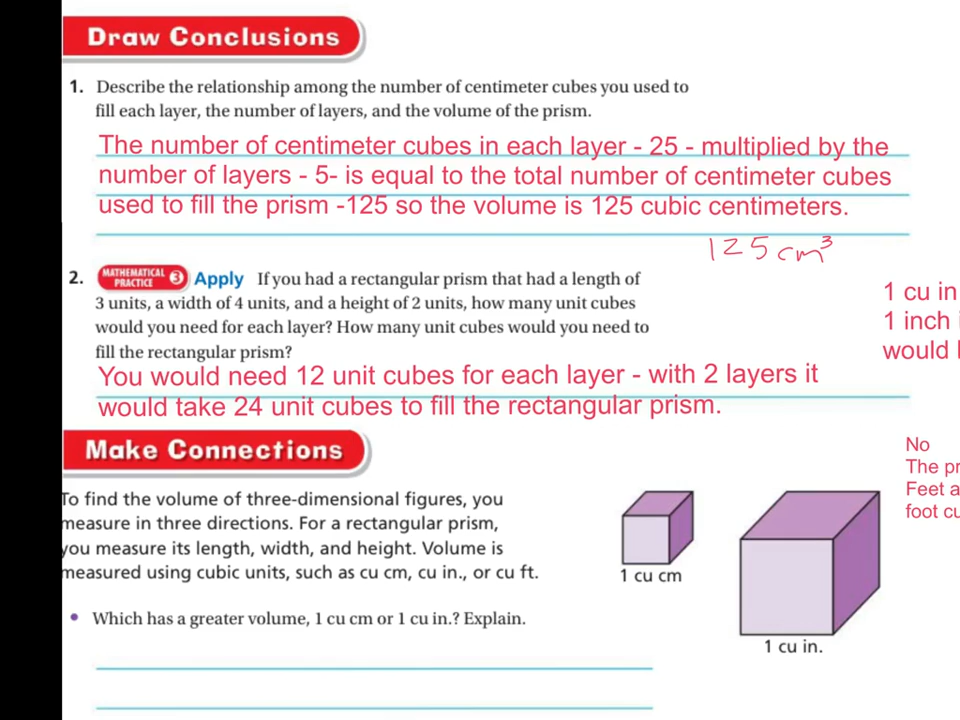 Draw Conclusions
1. Describe the relationship among the number of centimeter cubes you used to
fill each layer, the number of layers, and the volume of the prism.
The number of centimeter cubes in each layer - 25 - multiplied by the
number of layers - 5- is equal to the total number of centimeter cubes
used to fill the prism -125 so the volume is 125 cubic centimeters.
125 cm³
2. MATHEMATICAL PRACTICE 3 Apply If you had a rectangular prism that had a length of
3 units, a width of 4 units, and a height of 2 units, how many unit cubes
would you need for each layer? How many unit cubes would you need to
fill the rectangular prism?
You would need 12 unit cubes for each layer - with 2 layers it
would take 24 unit cubes to fill the rectangular prism.
1 cu in
1 inch
would
Make Connections
To find the volume of three-dimensional figures, you
measure in three directions. For a rectangular prism,
you measure its length, width, and height. Volume is
measured using cubic units, such as cu cm, cu in., or cu ft.
No
The
Feet
foot
1 cu cm
1 cu in.
• Which has a greater volume, 1 cu cm or 1 cu in.? Explain.